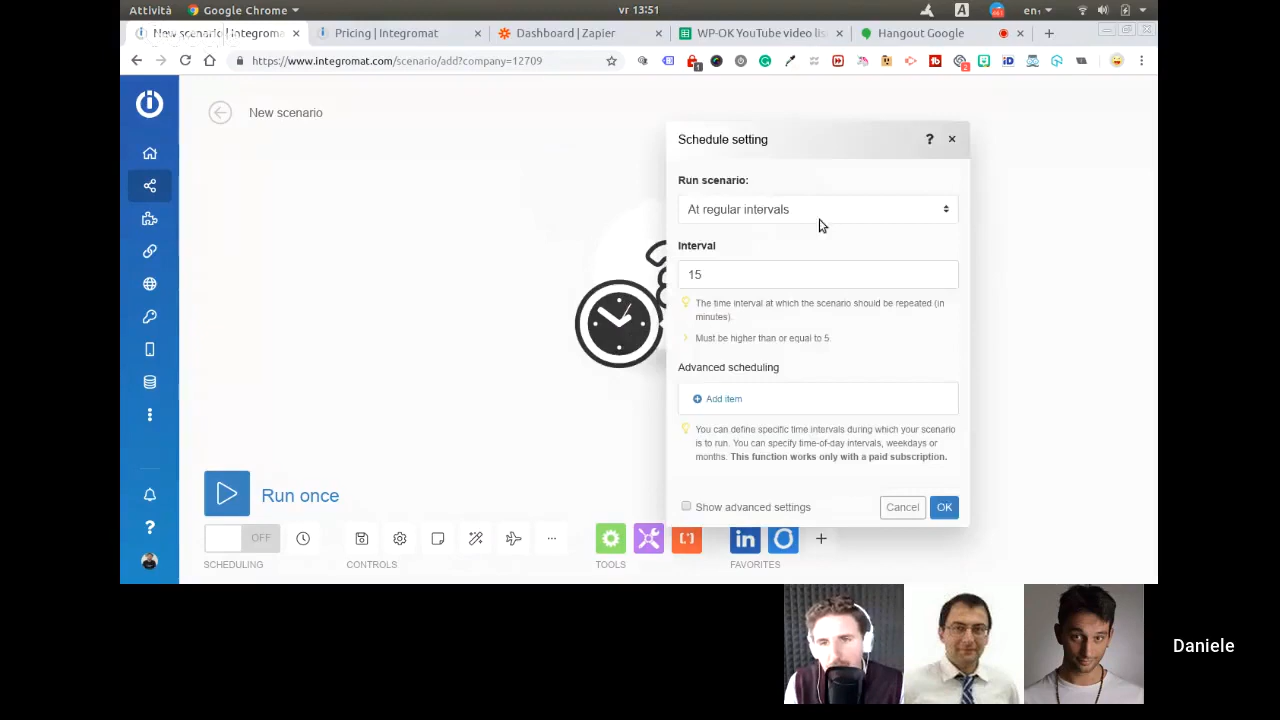 Attività
Google Chrome
vr 13:51
A
en₁
New scenario | Integromat
Pricing | Integromat
Dashboard | Zapier
WP-OK YouTube video lis
Hangout Google
https://www.integromat.com/scenario/add?company=12709
New scenario
Schedule setting
?
Run scenario:
At regular intervals
Interval
15
The time interval at which the scenario should be repeated (in
minutes).
Must be higher than or equal to 5.
Advanced scheduling
Add item
You can define specific time intervals during which your scenario
is to run. You can specify time-of-day intervals, weekdays or
months. This function works only with a paid subscription.
Show advanced settings
Cancel
OK
Run once
OFF
SCHEDULING
CONTROLS
TOOLS
in
FAVORITES
Daniele